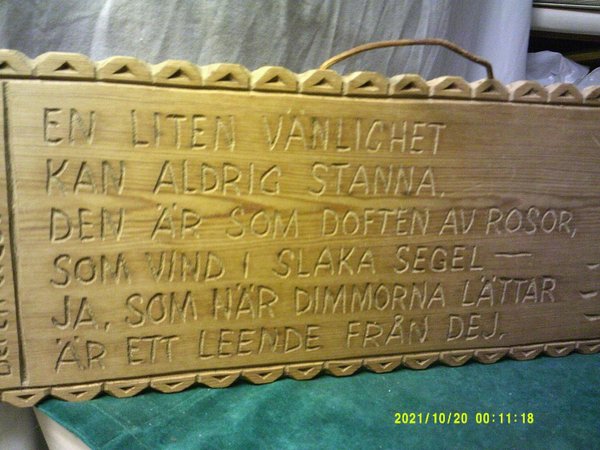 EN LITEN VÄNLIGHET
KAN ALDRIG STANNA.
DEN ÄR SOM DOFTEN AV ROSOR,
SOM VIND I SLAKA SEGEL —
JA, SOM NÄR DIMMORNA LÄTTAR
ÄR ETT LEENDE FRÅN DEJ.
2021/10/20 00:11:18